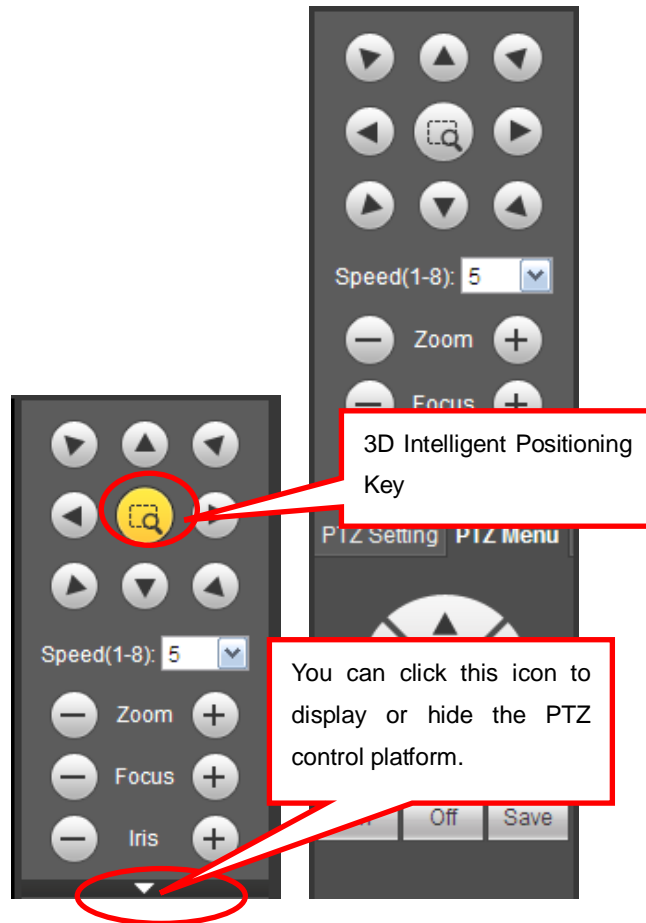 Speed(1-8): 5
Zoom
Focus
3D Intelligent Positioning
Key
PTZ Setting PTZ Menu
Speed(1-8): 5
Zoom
Focus
Iris
You can click this icon to
display or hide the PTZ
control platform.
Off Save